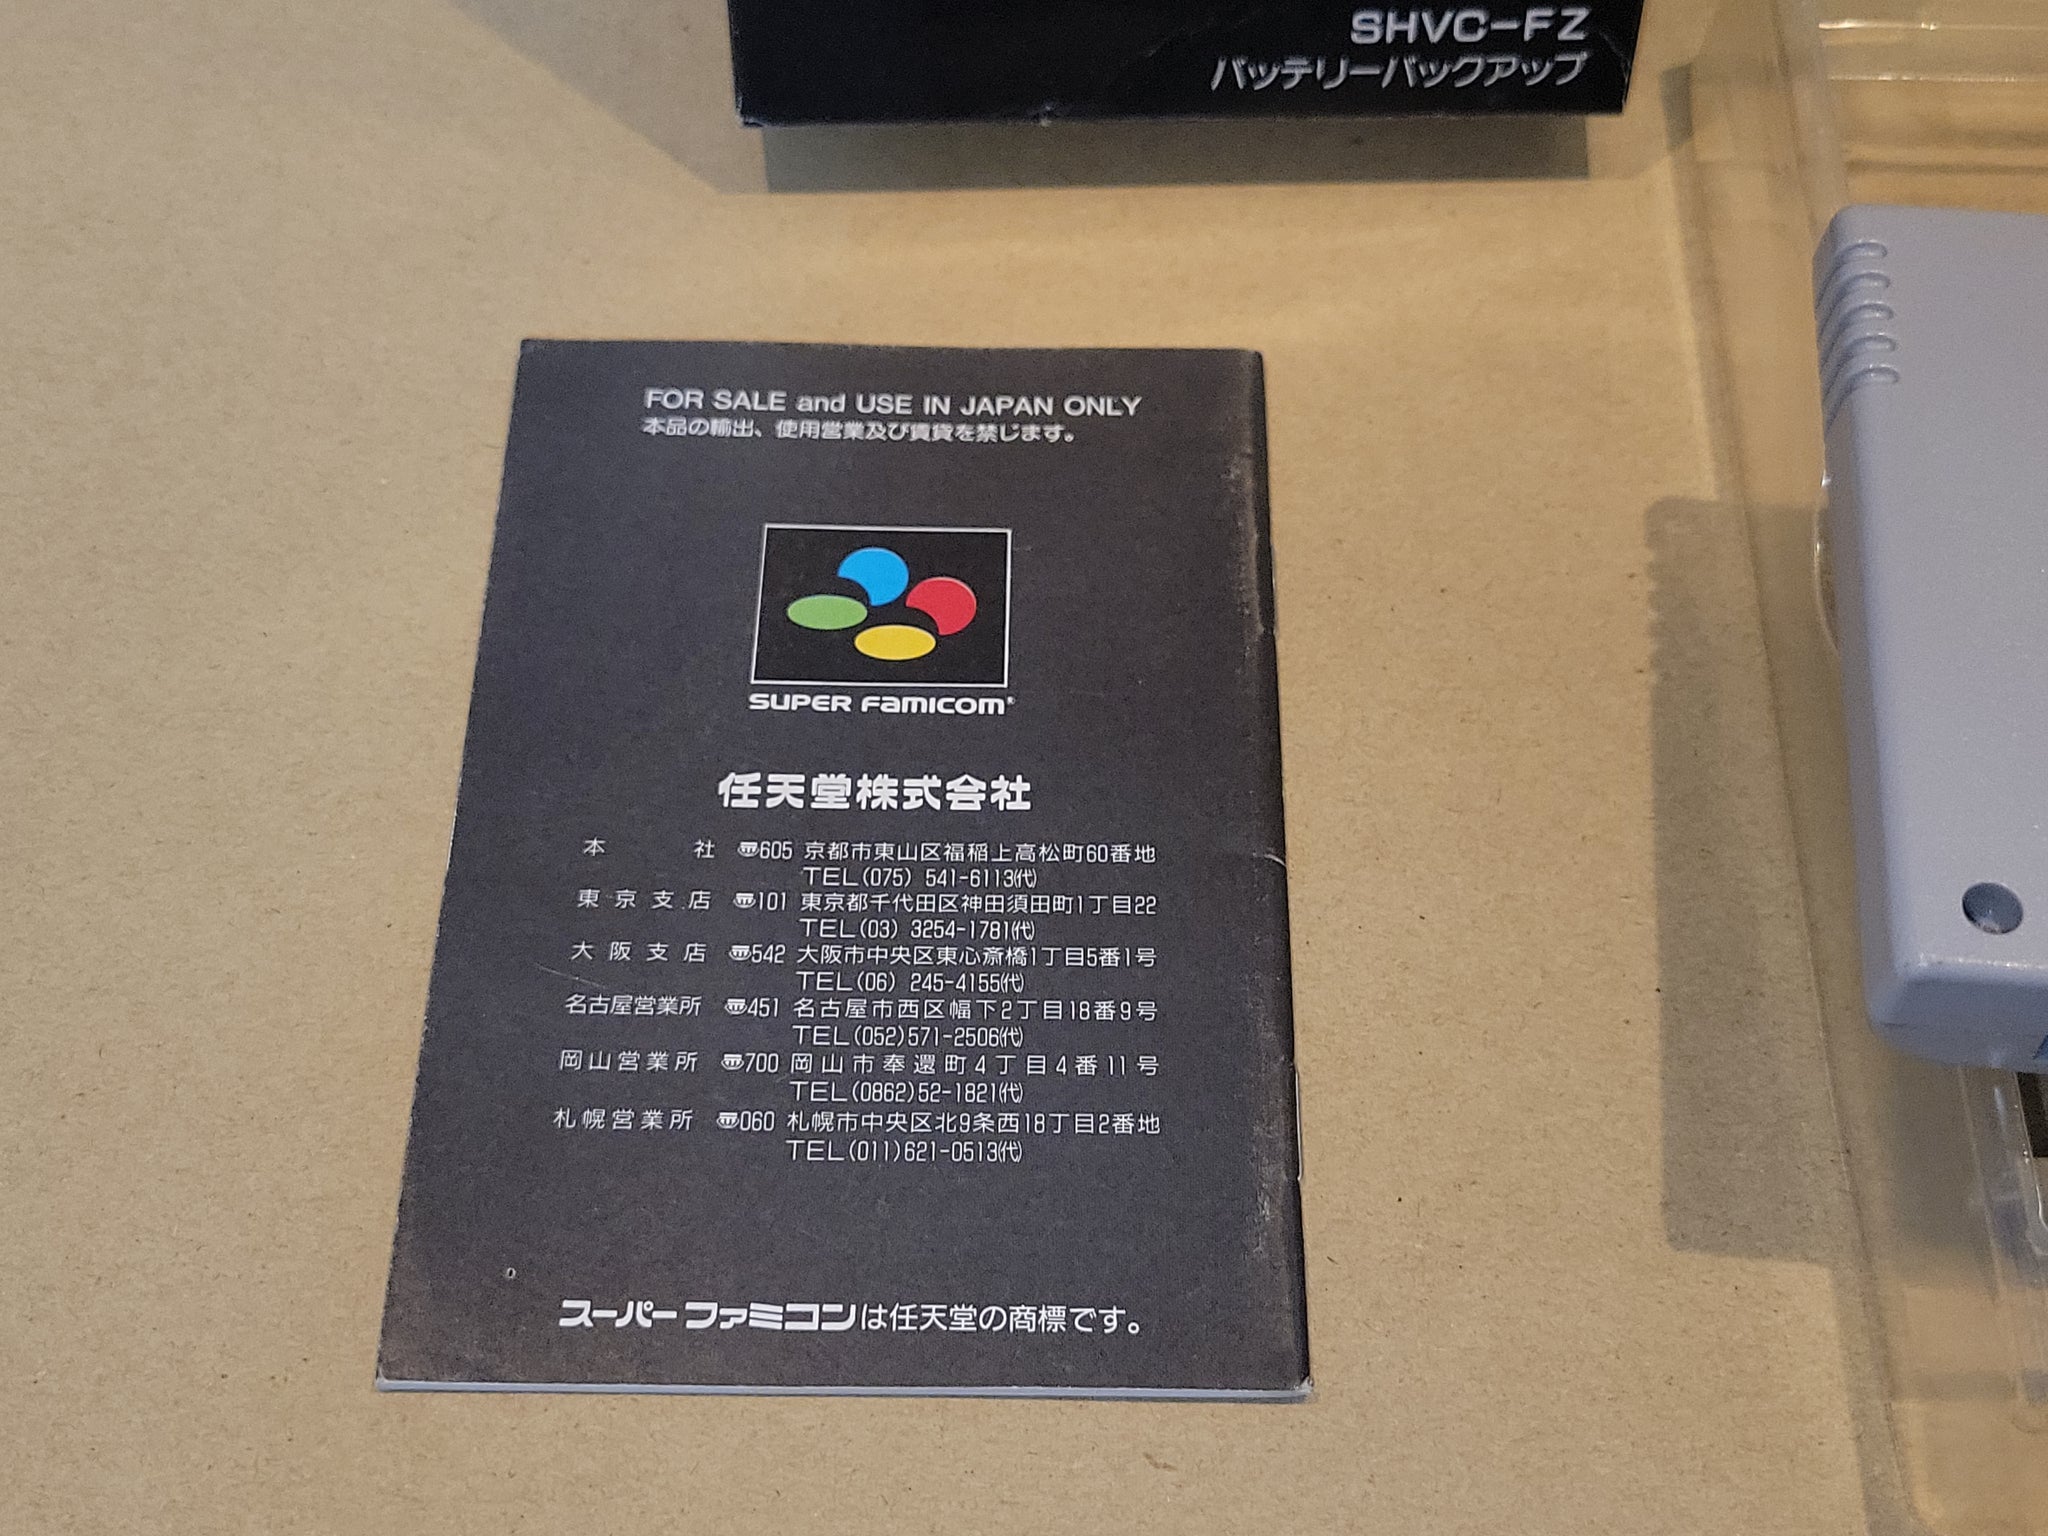 SHVC-FZ
バッテリーバックアップ
FOR SALE and USE IN JAPAN ONLY
本品の輸出、使用営業及び賃貸を禁じます。
SUPER FAMICOM®
任天堂株式会社
本社 〠605 京都市東山区福稲上高松町60番地
TEL(075) 541-6113(代)
東京支店 〠101 東京都千代田区神田須田町1丁目22
TEL(03) 3254-1781(代)
大阪支店 〠542 大阪市中央区東心斎橋1丁目5番1号
TEL(06) 245-4155(代)
名古屋営業所 〠451 名古屋市西区幅下2丁目18番9号
TEL(052)571-2506(代)
岡山営業所 〠700 岡山市奉還町4丁目4番11号
TEL(0862)52-1821(代)
札幌営業所 〠060 札幌市中央区北9条西18丁目2番地
TEL(011)621-0513(代)
スーパーファミコンは任天堂の商標です。